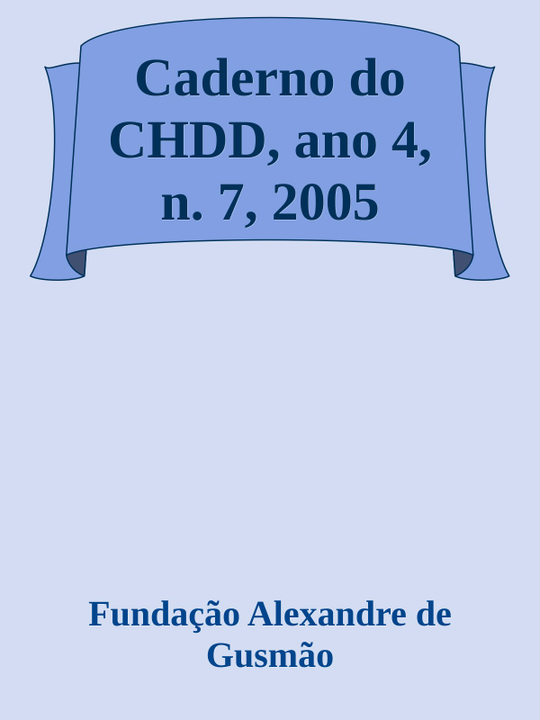 Caderno do
CHDD, ano 4,
n. 7, 2005
Fundação Alexandre de
Gusmão